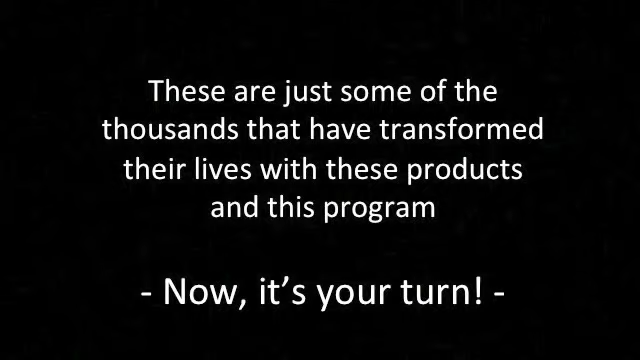 These are just some of the
thousands that have transformed
their lives with these products
and this program
- Now, it’s your turn! -